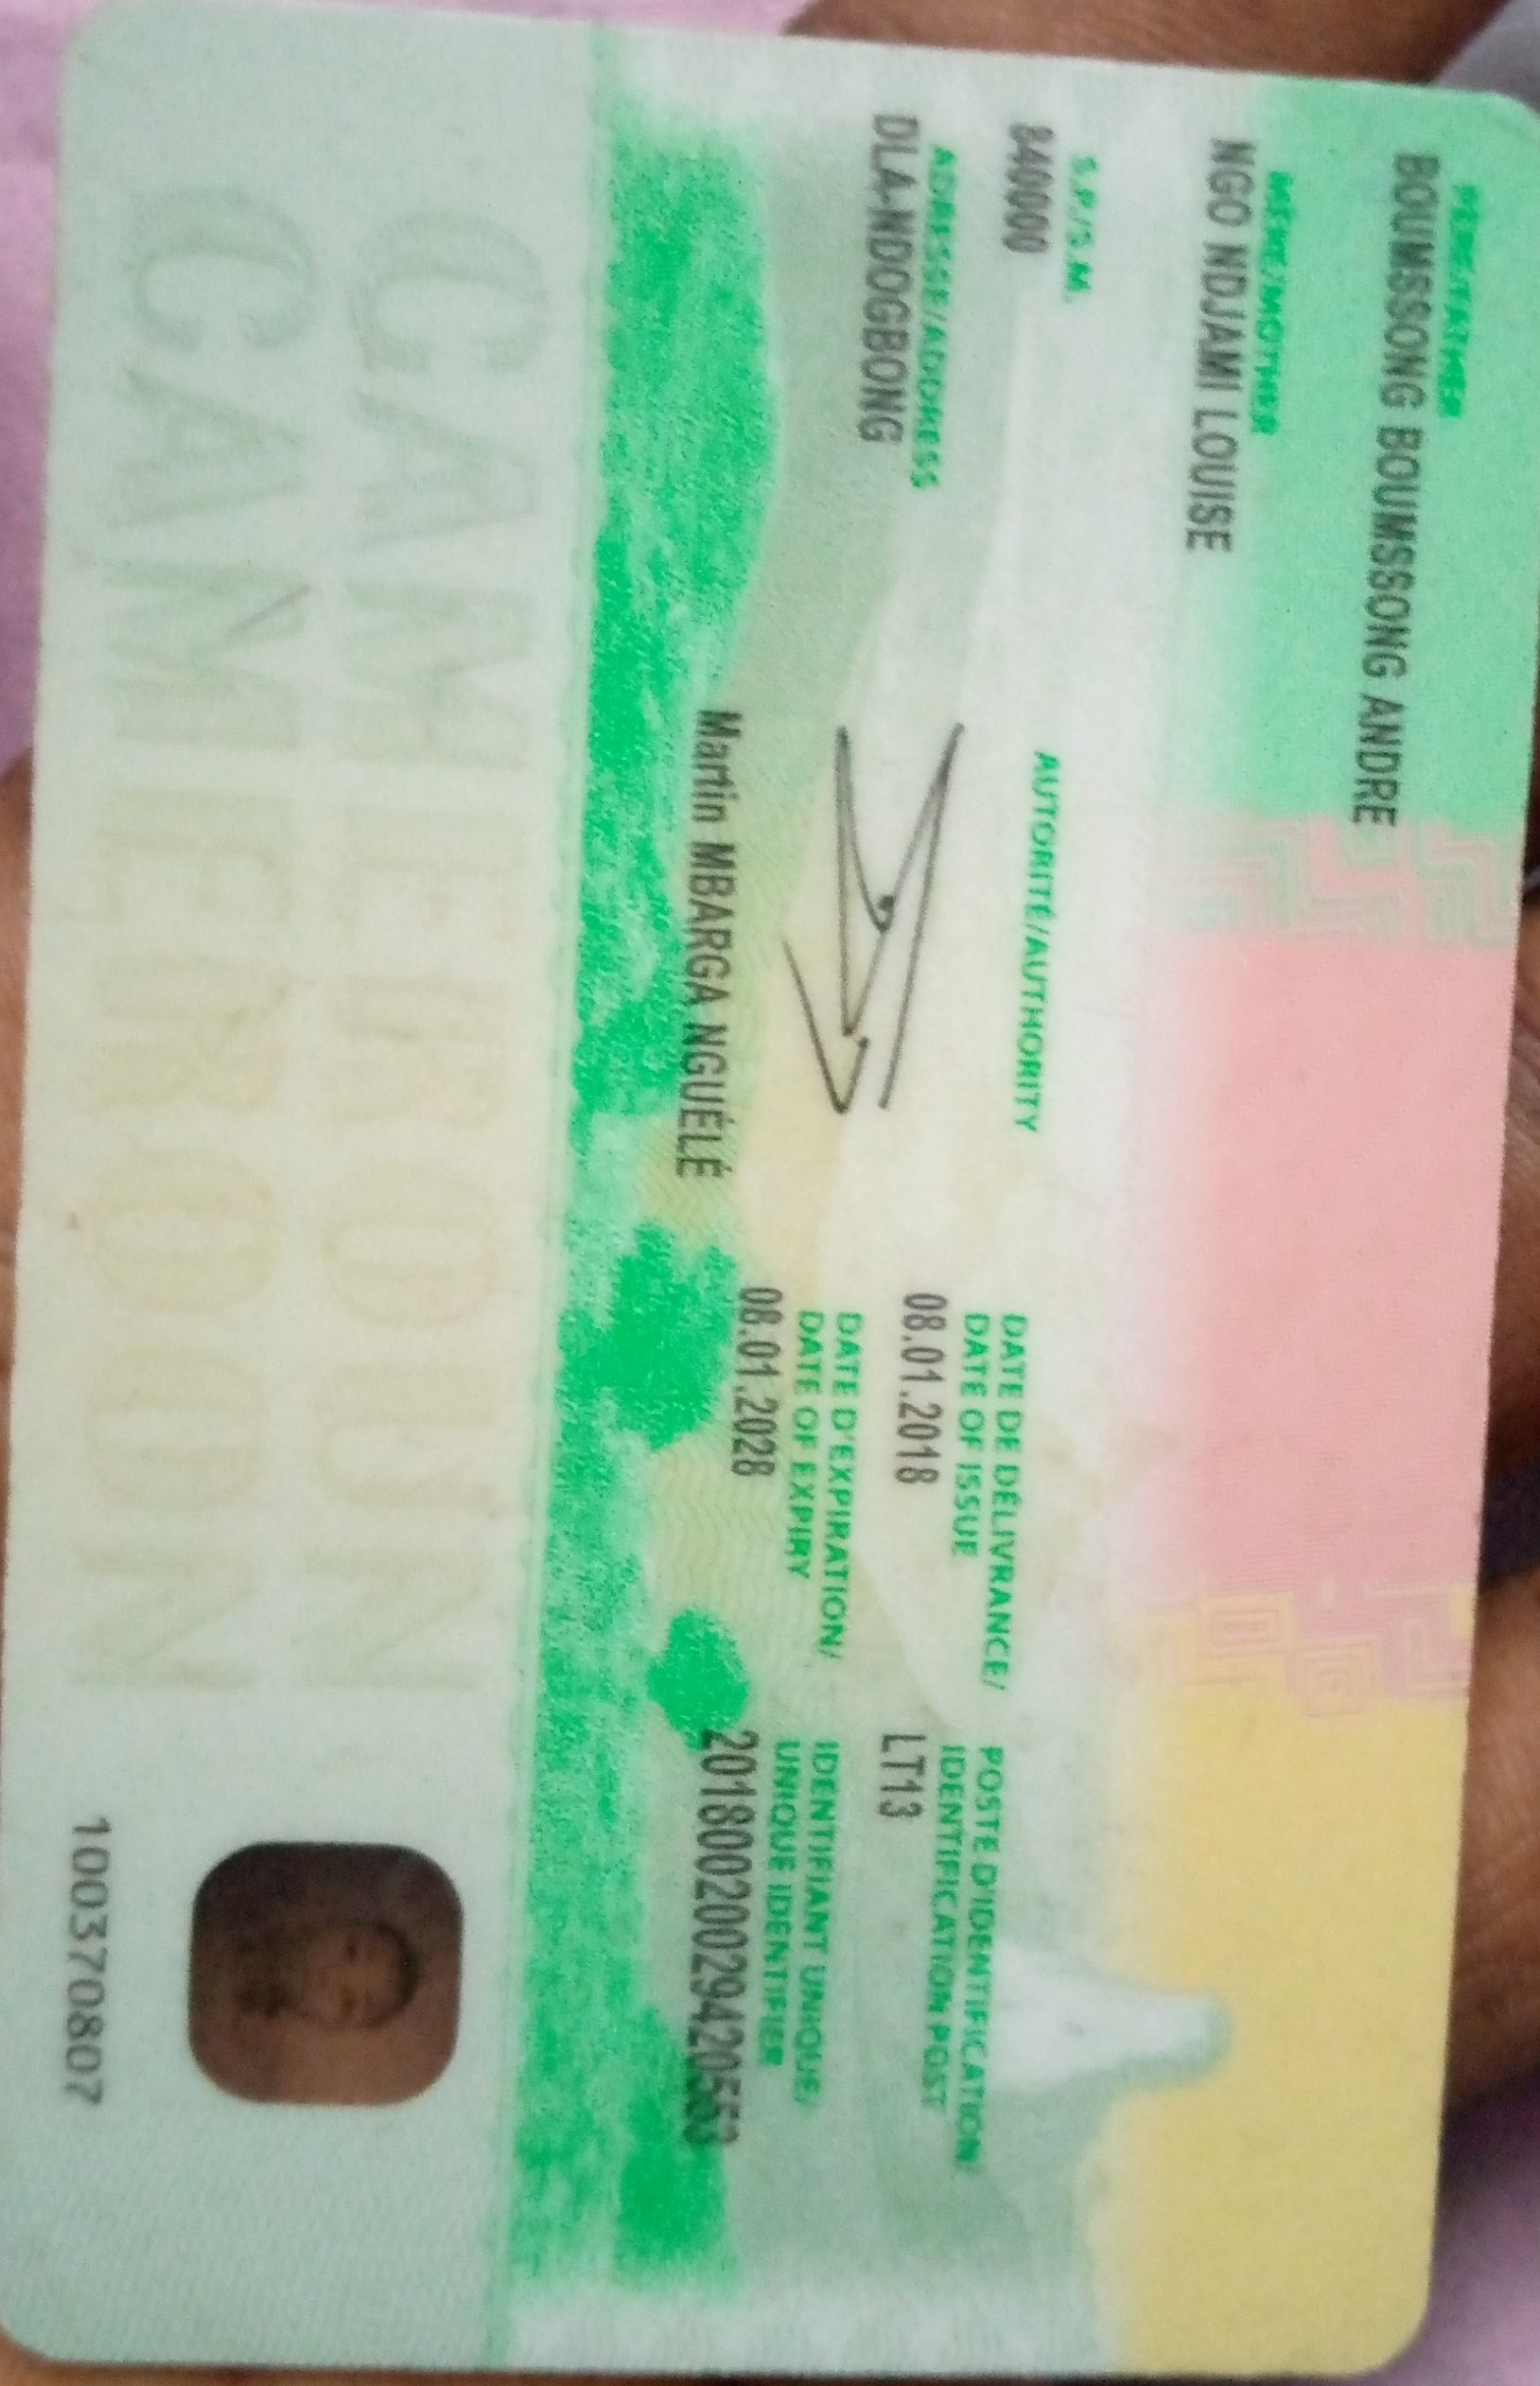 PÈRE/FATHER
BOUMSSONG BOUMSSONG ANDRE
MÈRE/MOTHER
NGO NDJAMI LOUISE
S.P./S.M.
840000
ADRESSE/ADDRESS
DLA-NDOGBONG
AUTORITÉ/AUTHORITY
Martin MBARGA NGUÉLÉ
DATE DE DÉLIVRANCE/
DATE OF ISSUE
08.01.2018
DATE D'EXPIRATION/
DATE OF EXPIRY
08.01.2028
POSTE D'IDENTIFICATION/
IDENTIFICATION POST
LT13
IDENTIFIANT UNIQUE/
UNIQUE IDENTIFIER
CAMEROUN
CAMEROON
100370807